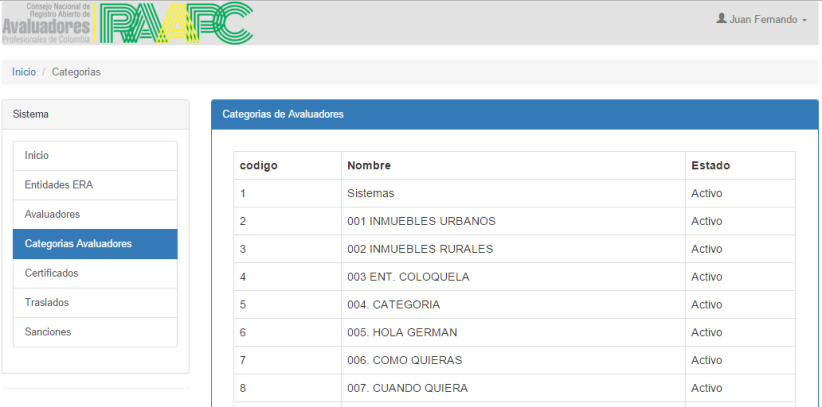 Consejo Nacional de
Registro Abierto de
Avaluadores
Profesionales de Colombia
RAAPC
Juan Fernando
Inicio / Categorias
Sistema
Inicio
Entidades ERA
Avaluadores
Categorias Avaluadores
Certificados
Traslados
Sanciones
Categorias de Avaluadores
codigo Nombre Estado
1 Sistemas Activo
2 001 INMUEBLES URBANOS Activo
3 002 INMUEBLES RURALES Activo
4 003 ENT. COLOQUELA Activo
5 004. CATEGORIA Activo
6 005. HOLA GERMAN Activo
7 006. COMO QUIERAS Activo
8 007. CUANDO QUIERA Activo